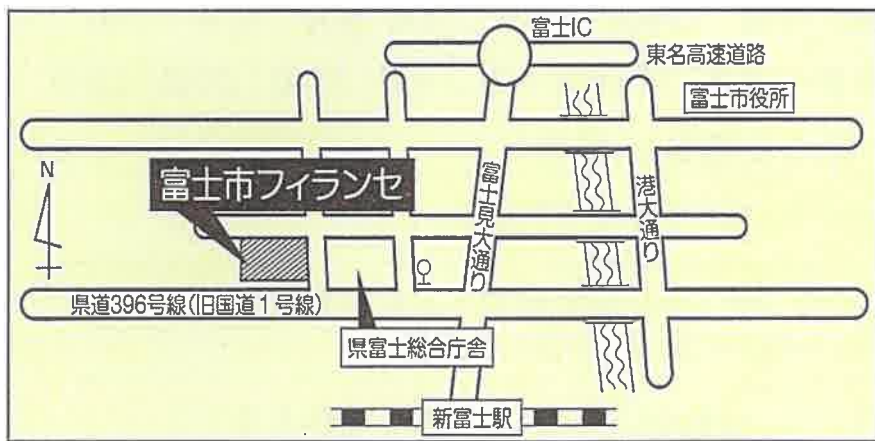 富士IC
東名高速道路
富士市役所
N
富士市フィランセ
富士見大通り
港大通り
県道396号線(旧国道1号線)
県富士総合庁舎
新富士駅